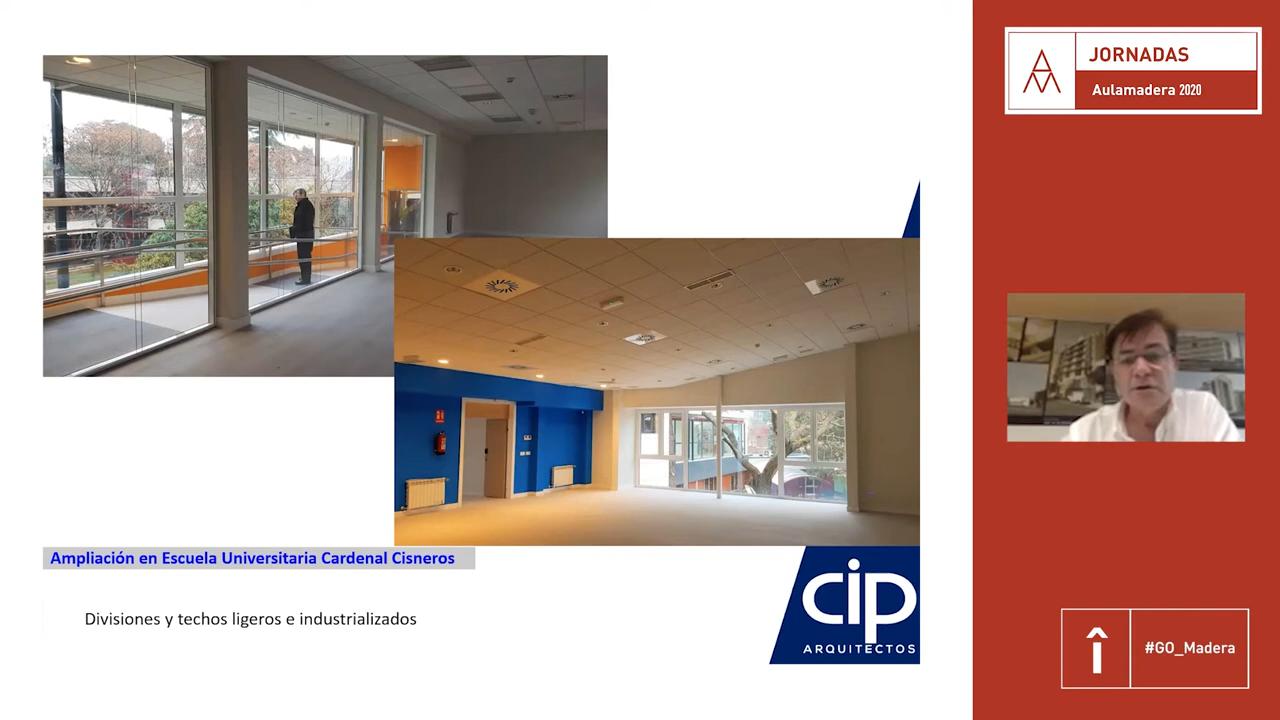 JORNADAS
Aulamadera 2020
Ampliación en Escuela Universitaria Cardenal Cisneros
Divisiones y techos ligeros e industrializados
cip
ARQUITECTOS
#GO_Madera